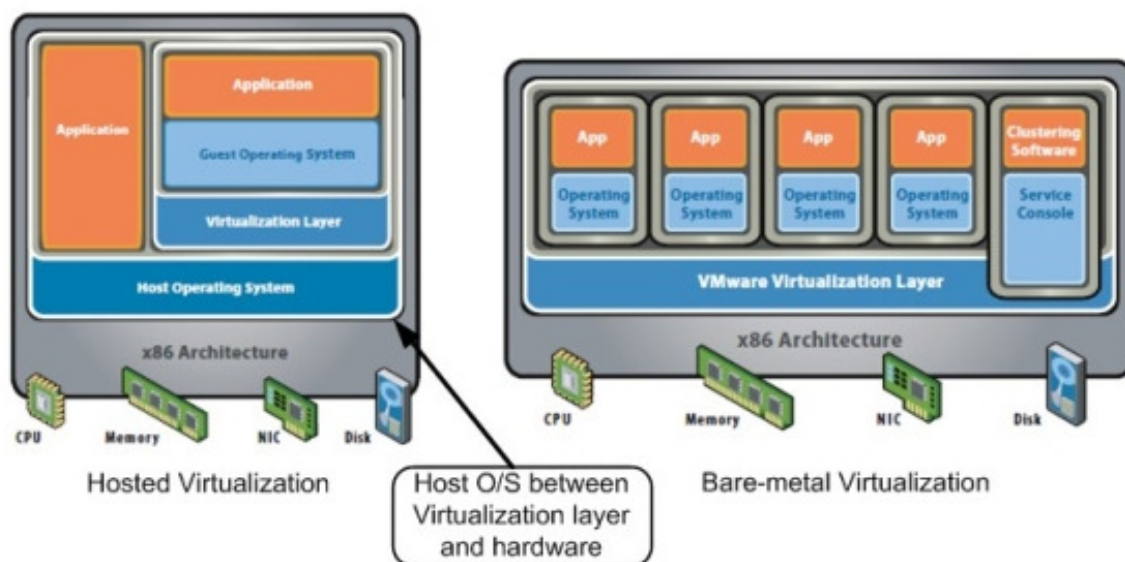 Application
Application
Guest Operating System
Virtualization Layer
Host Operating System
x86 Architecture
CPU
Memory
NIC
Disk
Hosted Virtualization
Host O/S between
Virtualization layer
and hardware
App
App
App
App
Clustering
Software
Operating
System
Operating
System
Operating
System
Operating
System
Service
Console
VMware Virtualization Layer
x86 Architecture
CPU
Memory
NIC
Disk
Bare-metal Virtualization